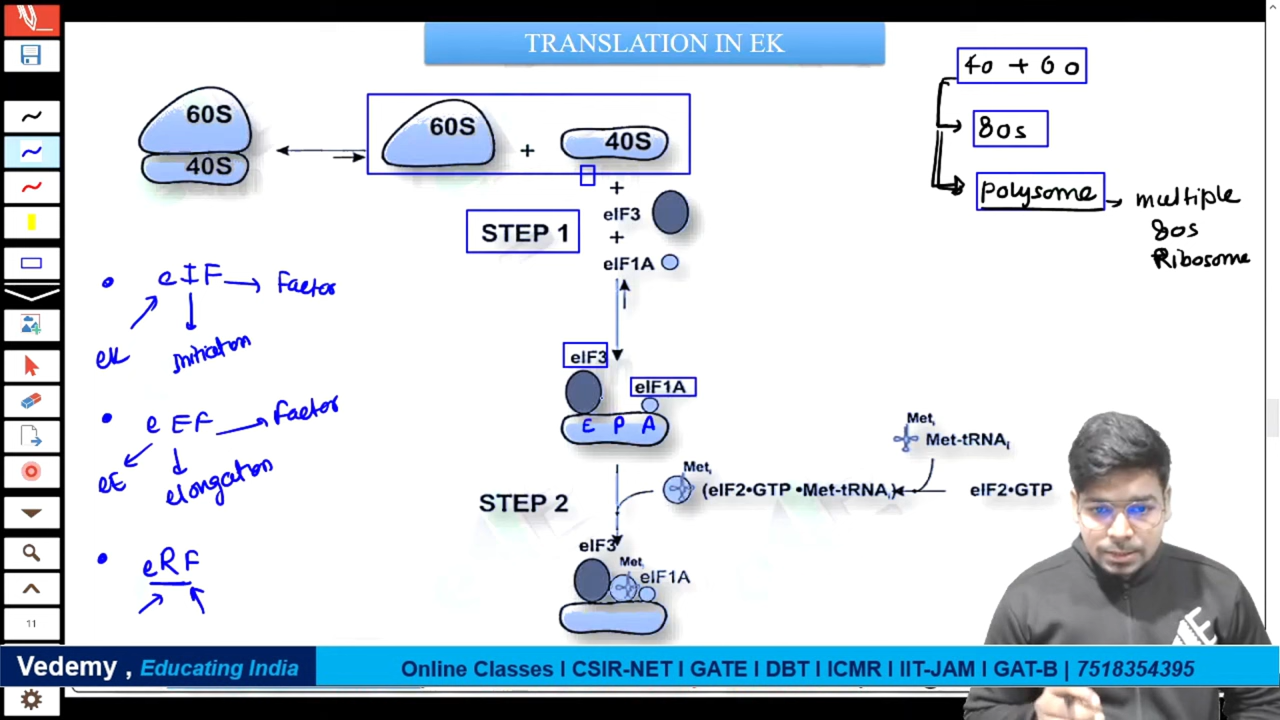 TRANSLATION IN EK
40 + 60
80s
polysome → multiple
80s
Ribosome
60S
40S
60S
+
40S
+
eIF3
+
eIF1A
STEP 1
• eIF → Factor
eK
initiation
eIF3
eIF1A
E P A
• eEF → Factor
eE
elongation
Met
Met-tRNAi
STEP 2
Met
(eIF2•GTP•Met-tRNAi)
eIF2•GTP
eIF3
Met
eIF1A
• eRF
11
Vedemy , Educating India
Online Classes I CSIR-NET I GATE I DBT I ICMR I IIT-JAM I GAT-B | 7518354395